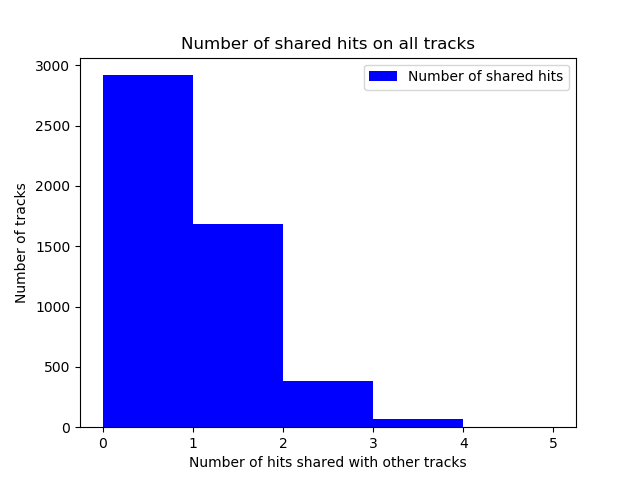 Number of shared hits on all tracks
Number of shared hits
3000
2500
2000
1500
1000
500
0
Number of tracks
0 1 2 3 4 5
Number of hits shared with other tracks